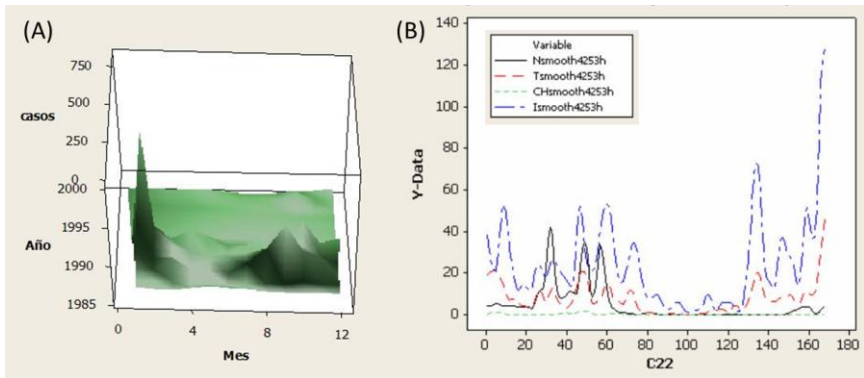 (A)
750
500
casos
250
0
2000
1995
Año
1990
1985
0 4 8 12
Mes
(B)
140
120
100
80
60
40
20
0
Y-Data
Variable
Nsmooth4253h
Tsmooth4253h
CHsmooth4253h
Ismooth4253h
0 20 40 60 80 100 120 140 160 180
C22